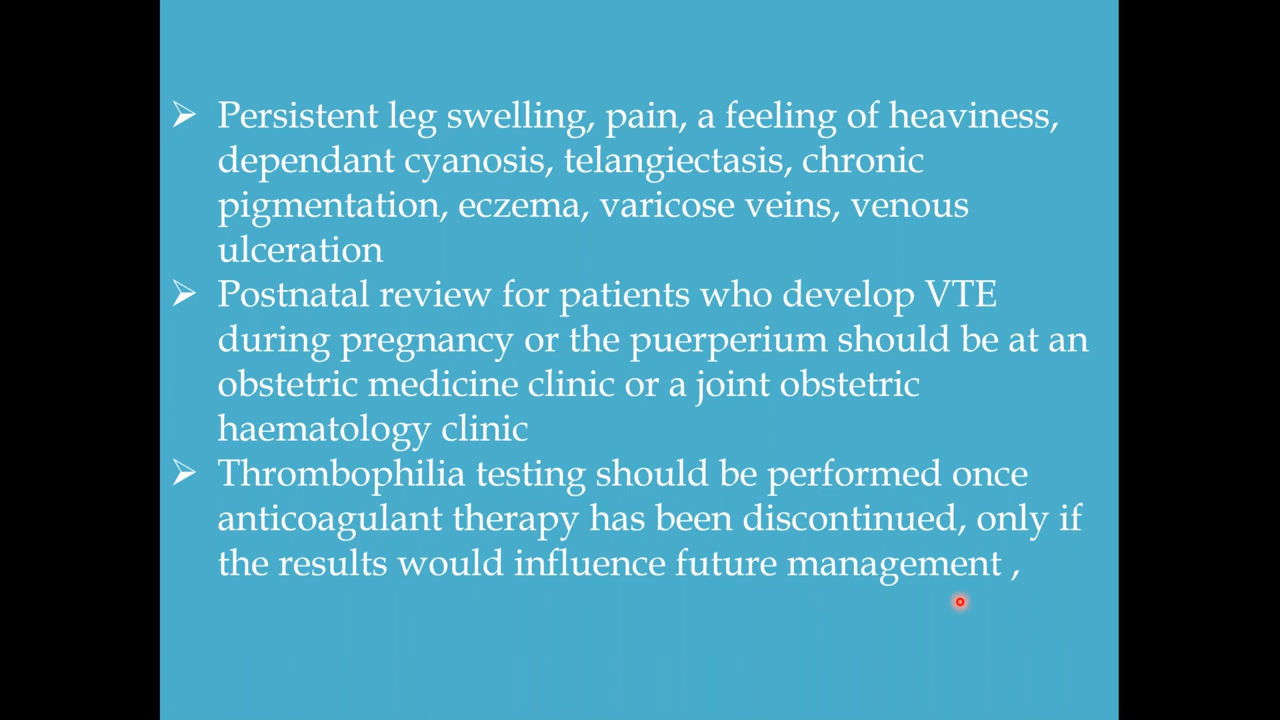 ➢ Persistent leg swelling, pain, a feeling of heaviness,
dependant cyanosis, telangiectasis, chronic
pigmentation, eczema, varicose veins, venous
ulceration
➢ Postnatal review for patients who develop VTE
during pregnancy or the puerperium should be at an
obstetric medicine clinic or a joint obstetric
haematology clinic
➢ Thrombophilia testing should be performed once
anticoagulant therapy has been discontinued, only if
the results would influence future management ,